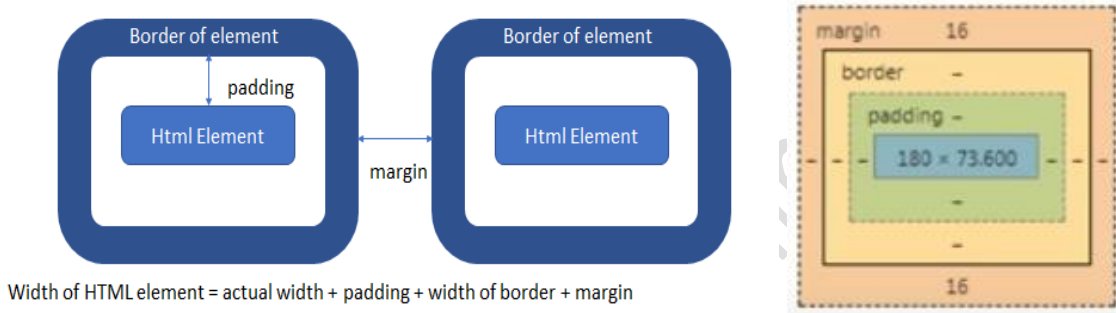 Border of element
padding
Html Element
margin
Border of element
Html Element
Width of HTML element = actual width + padding + width of border + margin
margin 16
border –
padding –
– – – 180 × 73.600 – – –
–
–
16